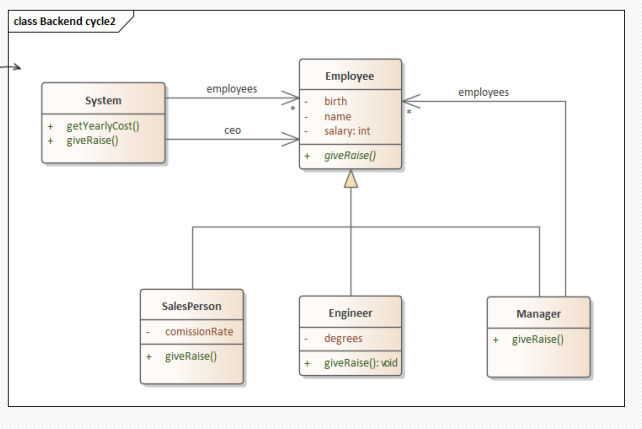 class Backend cycle2
System
+ getYearlyCost()
+ giveRaise()
employees
*
ceo
Employee
- birth
- name
- salary: int
+ giveRaise()
employees
*
SalesPerson
- comissionRate
+ giveRaise()
Engineer
- degrees
+ giveRaise(): void
Manager
+ giveRaise()